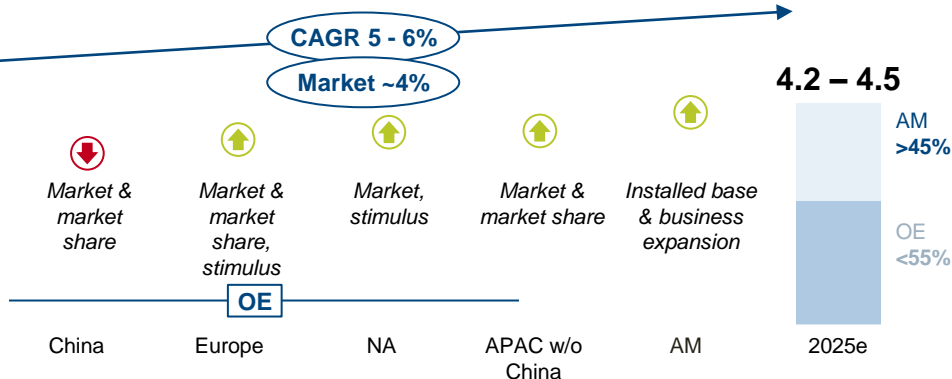 CAGR 5 - 6%
Market ~4%
4.2 – 4.5
AM
>45%
Market &
market
share
Market &
market
share,
stimulus
Market,
stimulus
Market &
market share
Installed base
& business
expansion
OE
<55%
OE
China
Europe
NA
APAC w/o
China
AM
2025e